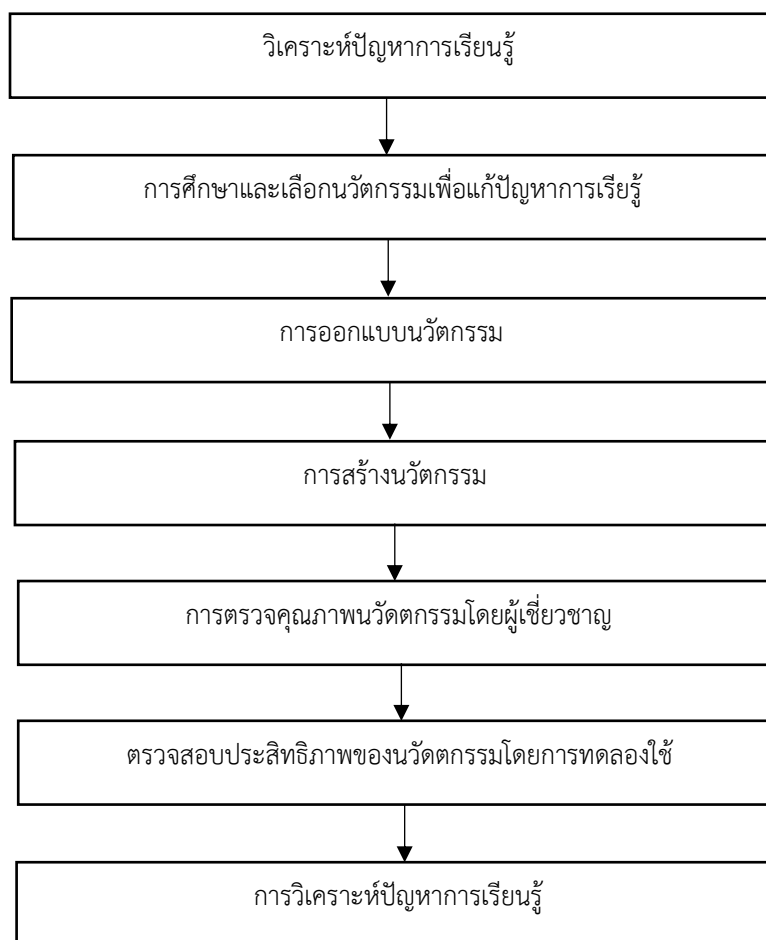 วิเคราะห์ปัญหาการเรียนรู้
การศึกษาและเลือกนวัตกรรมเพื่อแก้ปัญหาการเรียรู้
การออกแบบนวัตกรรม
การสร้างนวัตกรรม
การตรวจคุณภาพนวัดตกรรมโดยผู้เชี่ยวชาญ
ตรวจสอบประสิทธิภาพของนวัดตกรรมโดยการทดลองใช้
การวิเคราะห์ปัญหาการเรียนรู้